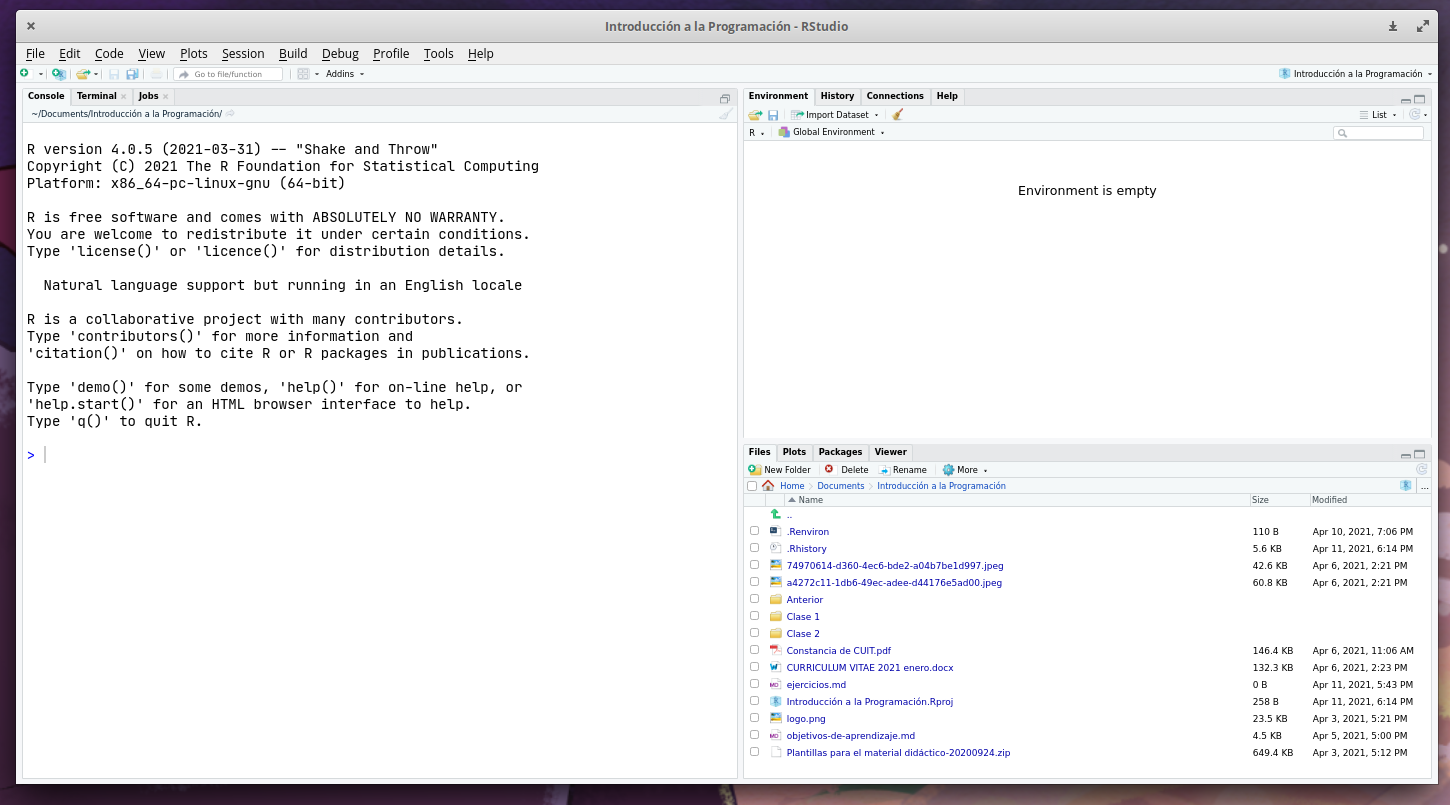 Introducción a la Programación - RStudio
File Edit Code View Plots Session Build Debug Profile Tools Help
Go to file/function Addins Introducción a la Programación
Console Terminal Jobs
~/Documents/Introducción a la Programación/
R version 4.0.5 (2021-03-31) -- "Shake and Throw"
Copyright (C) 2021 The R Foundation for Statistical Computing
Platform: x86_64-pc-linux-gnu (64-bit)
R is free software and comes with ABSOLUTELY NO WARRANTY.
You are welcome to redistribute it under certain conditions.
Type 'license()' or 'licence()' for distribution details.
Natural language support but running in an English locale
R is a collaborative project with many contributors.
Type 'contributors()' for more information and
'citation()' on how to cite R or R packages in publications.
Type 'demo()' for some demos, 'help()' for on-line help, or
'help.start()' for an HTML browser interface to help.
Type 'q()' to quit R.
>
Environment History Connections Help
Import Dataset List
R Global Environment
Environment is empty
Files Plots Packages Viewer
New Folder Delete Rename More
Home Documents Introducción a la Programación ...
Name Size Modified
..
.Renviron 110 B Apr 10, 2021, 7:06 PM
.Rhistory 5.6 KB Apr 11, 2021, 6:14 PM
74970614-d360-4ec6-bde2-a04b7be1d997.jpeg 42.6 KB Apr 6, 2021, 2:21 PM
a4272c11-1db6-49ec-adee-d44176e5ad00.jpeg 60.8 KB Apr 6, 2021, 2:21 PM
Anterior
Clase 1
Clase 2
Constancia de CUIT.pdf 146.4 KB Apr 6, 2021, 11:06 AM
CURRICULUM VITAE 2021 enero.docx 132.3 KB Apr 6, 2021, 2:23 PM
ejercicios.md 0 B Apr 11, 2021, 5:43 PM
Introducción a la Programación.Rproj 258 B Apr 11, 2021, 6:14 PM
logo.png 23.5 KB Apr 3, 2021, 5:21 PM
objetivos-de-aprendizaje.md 4.5 KB Apr 5, 2021, 5:00 PM
Plantillas para el material didáctico-20200924.zip 649.4 KB Apr 3, 2021, 5:12 PM